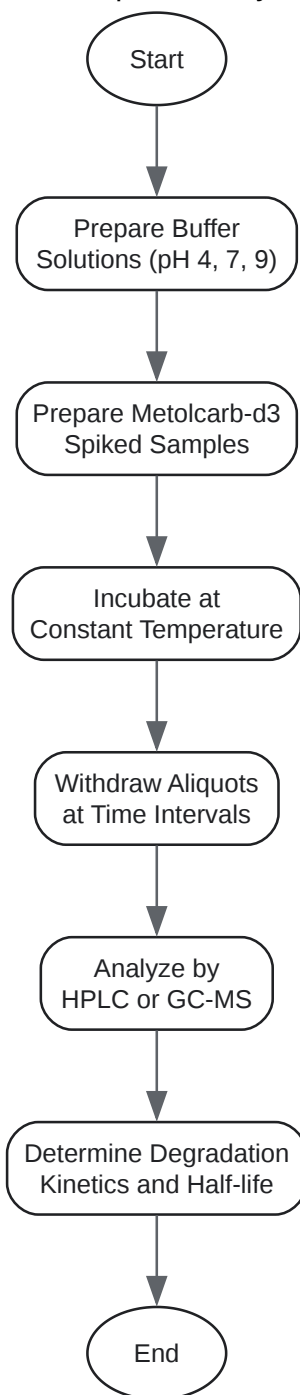 Start
Prepare Buffer
Solutions (pH 4, 7, 9)
Prepare Metolcarb-d3
Spiked Samples
Incubate at
Constant Temperature
Withdraw Aliquots
at Time Intervals
Analyze by
HPLC or GC-MS
Determine Degradation
Kinetics and Half-life
End